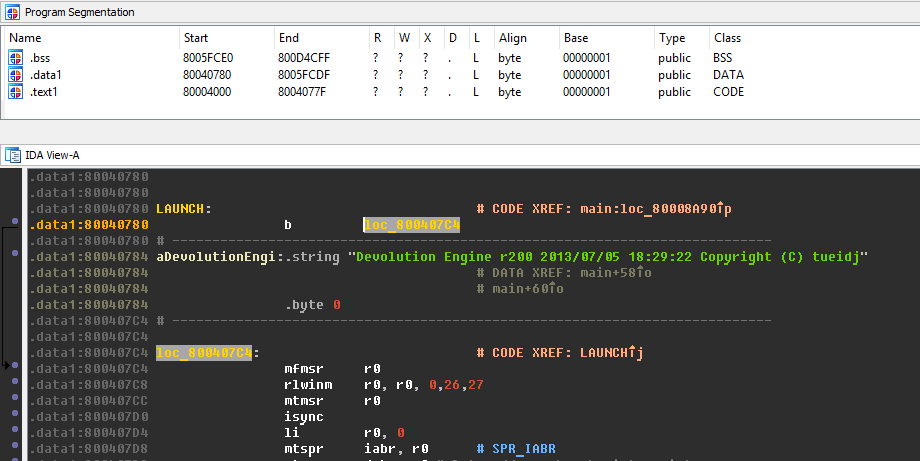 Program Segmentation
Name Start End R W X D L Align Base Type Class
.bss 8005FCE0 800D4CFF ? ? ? . L byte 00000001 public BSS
.data1 80040780 8005FCDF ? ? ? . L byte 00000001 public DATA
.text1 80004000 8004077F ? ? ? . L byte 00000001 public CODE
IDA View-A
.data1:80040780
.data1:80040780
.data1:80040780 LAUNCH: # CODE XREF: main:loc_80008A90↑p
.data1:80040780 b loc_800407C4
.data1:80040780 # ---------------------------------------------------------------------------
.data1:80040784 aDevolutionEngi:.string "Devolution Engine r200 2013/07/05 18:29:22 Copyright (C) tueidj"
.data1:80040784 # DATA XREF: main+58↑o
.data1:80040784 # main+60↑o
.data1:80040784 .byte 0
.data1:800407C4 # ---------------------------------------------------------------------------
.data1:800407C4
.data1:800407C4 loc_800407C4: # CODE XREF: LAUNCH↑j
.data1:800407C4 mfmsr r0
.data1:800407C8 rlwinm r0, r0, 0,26,27
.data1:800407CC mtmsr r0
.data1:800407D0 isync
.data1:800407D4 li r0, 0
.data1:800407D8 mtspr iabr, r0 # SPR_IABR